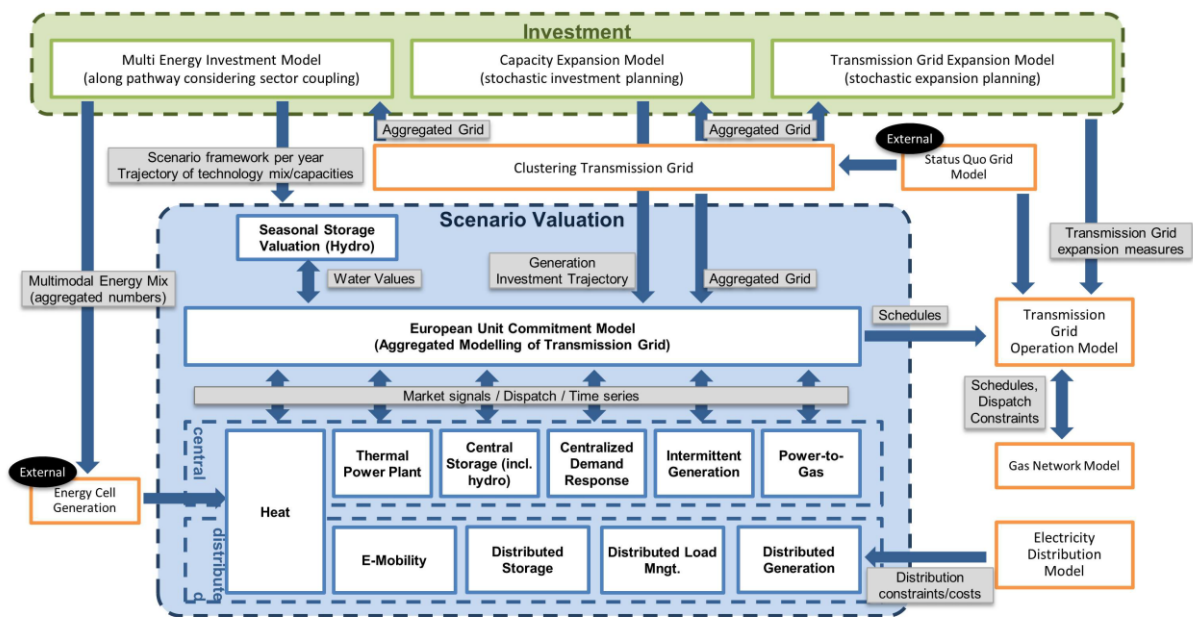 Investment
Multi Energy Investment Model
(along pathway considering sector coupling)
Capacity Expansion Model
(stochastic investment planning)
Transmission Grid Expansion Model
(stochastic expansion planning)
Aggregated Grid
Aggregated Grid
External
Scenario framework per year
Trajectory of technology mix/capacities
Clustering Transmission Grid
Status Quo Grid
Model
Scenario Valuation
Seasonal Storage
Valuation (Hydro)
Transmission Grid
expansion measures
Multimodal Energy Mix
(aggregated numbers)
Water Values
Generation
Investment Trajectory
Aggregated Grid
European Unit Commitment Model
(Aggregated Modelling of Transmission Grid)
Schedules
Transmission
Grid
Operation Model
Market signals / Dispatch / Time series
Schedules,
Dispatch
Constraints
central
Heat
Thermal
Power Plant
Central
Storage (incl.
hydro)
Centralized
Demand
Response
Intermittent
Generation
Power-to-
Gas
Gas Network Model
External
Energy Cell
Generation
distribute
d
E-Mobility
Distributed
Storage
Distributed Load
Mngt.
Distributed
Generation
Electricity
Distribution
Model
Distribution
constraints/costs